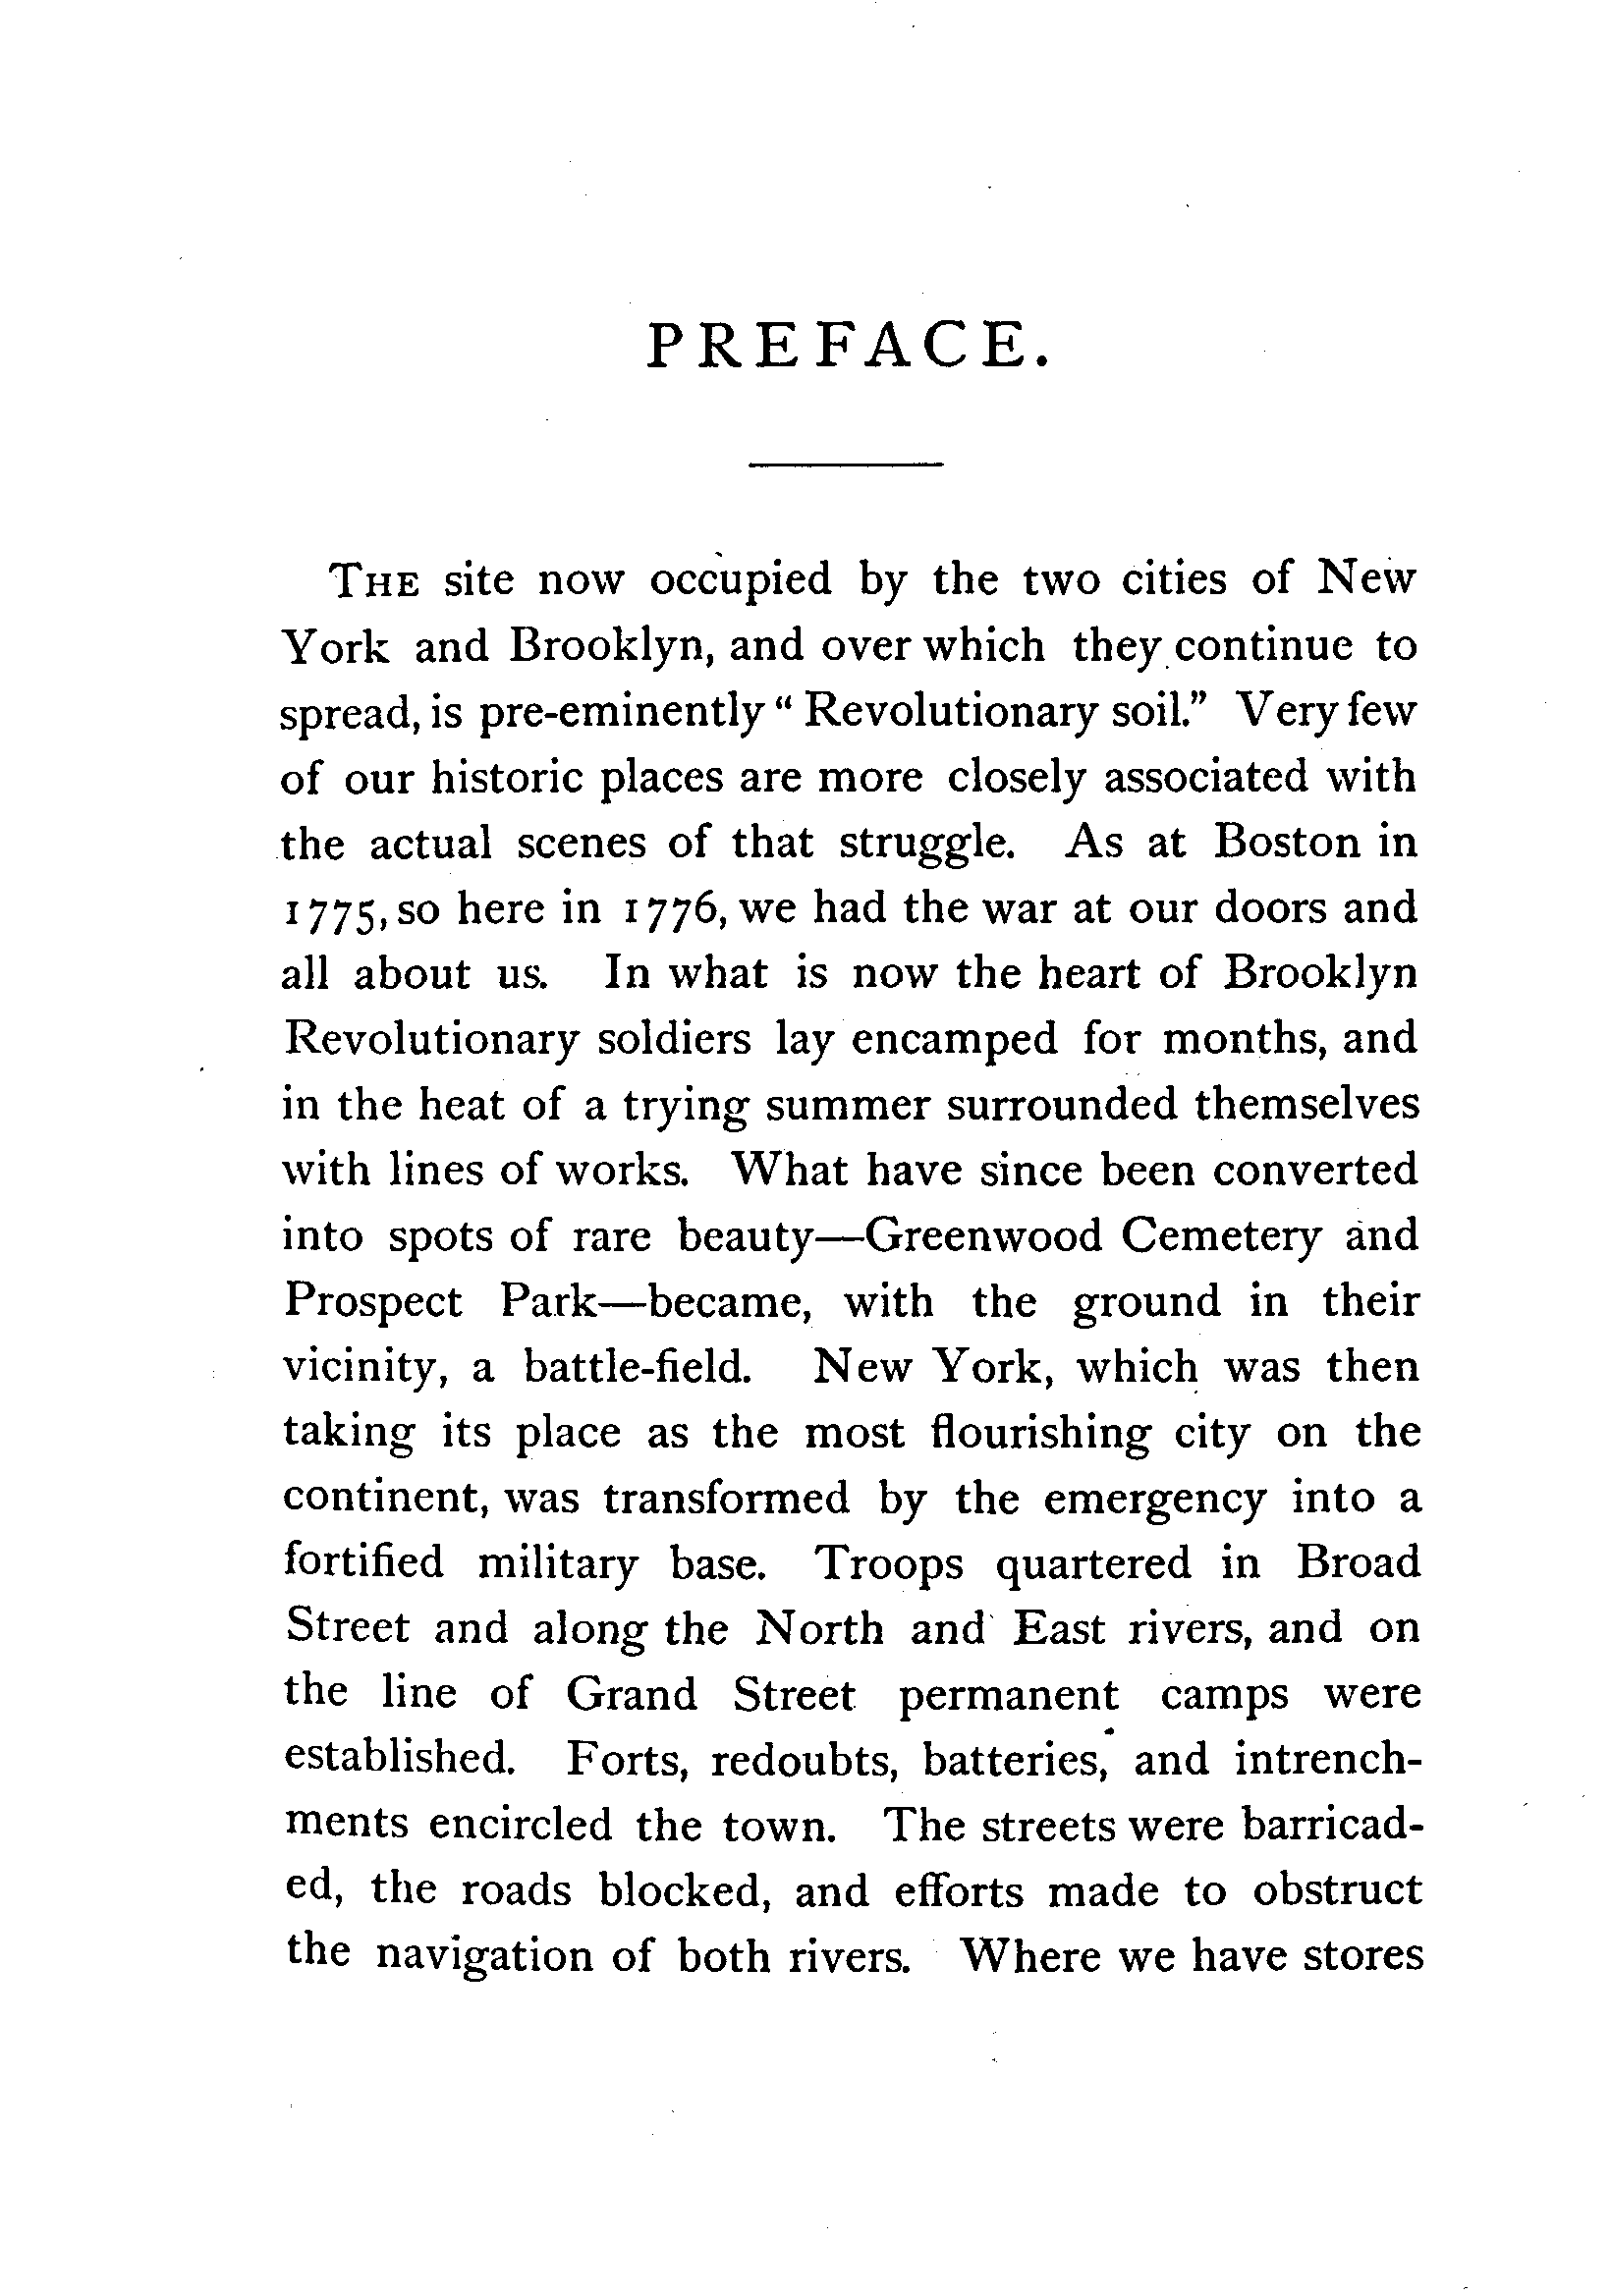 PREFACE.
THE site now occupied by the two cities of New
York and Brooklyn, and over which they continue to
spread, is pre-eminently "Revolutionary soil." Very few
of our historic places are more closely associated with
the actual scenes of that struggle. As at Boston in
1775, so here in 1776, we had the war at our doors and
all about us. In what is now the heart of Brooklyn
Revolutionary soldiers lay encamped for months, and
in the heat of a trying summer surrounded themselves
with lines of works. What have since been converted
into spots of rare beauty—Greenwood Cemetery and
Prospect Park—became, with the ground in their
vicinity, a battle-field. New York, which was then
taking its place as the most flourishing city on the
continent, was transformed by the emergency into a
fortified military base. Troops quartered in Broad
Street and along the North and East rivers, and on
the line of Grand Street permanent camps were
established. Forts, redoubts, batteries, and intrench-
ments encircled the town. The streets were barricad-
ed, the roads blocked, and efforts made to obstruct
the navigation of both rivers. Where we have stores